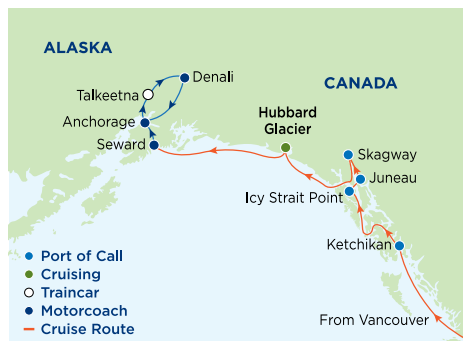 ALASKA
Denali
Talkeetna
CANADA
Anchorage
Hubbard
Glacier
Seward
Skagway
Juneau
Icy Strait Point
Ketchikan
Port of Call
Cruising
Traincar
Motorcoach
Cruise Route
From Vancouver